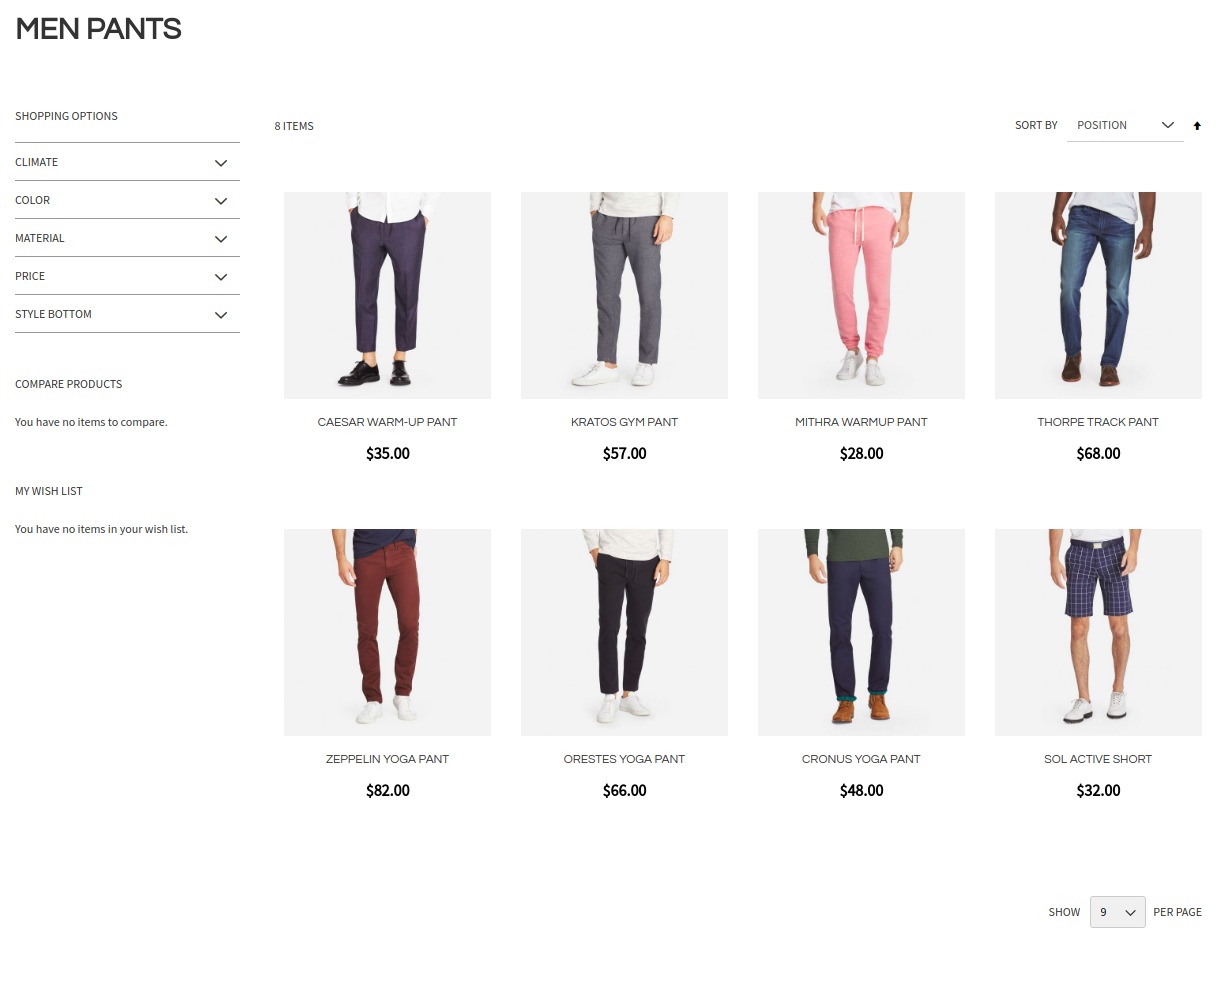 MEN PANTS
SHOPPING OPTIONS
CLIMATE
COLOR
MATERIAL
PRICE
STYLE BOTTOM
COMPARE PRODUCTS
You have no items to compare.
MY WISH LIST
You have no items in your wish list.
8 ITEMS
SORT BY POSITION
CAESAR WARM-UP PANT
$35.00
KRATOS GYM PANT
$57.00
MITHRA WARMUP PANT
$28.00
THORPE TRACK PANT
$68.00
ZEPPELIN YOGA PANT
$82.00
ORESTES YOGA PANT
$66.00
CRONUS YOGA PANT
$48.00
SOL ACTIVE SHORT
$32.00
SHOW 9 PER PAGE